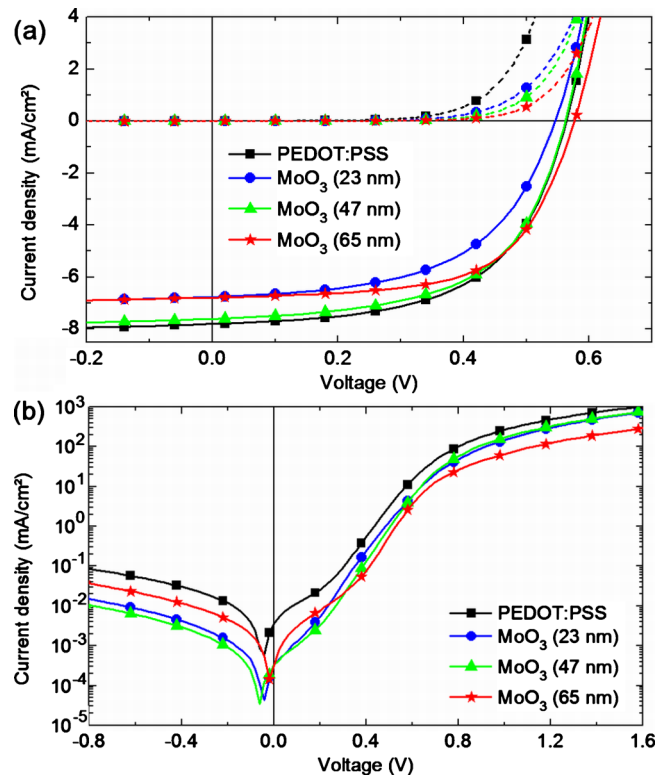 (a)
4
2
0
-2
-4
-6
-8
Current density (mA/cm²)
PEDOT:PSS
MoO₃ (23 nm)
MoO₃ (47 nm)
MoO₃ (65 nm)
-0.2 0.0 0.2 0.4 0.6
Voltage (V)
(b)
10³
10²
10¹
10⁰
10⁻¹
10⁻²
10⁻³
10⁻⁴
10⁻⁵
Current density (mA/cm²)
PEDOT:PSS
MoO₃ (23 nm)
MoO₃ (47 nm)
MoO₃ (65 nm)
-0.8 -0.4 0.0 0.4 0.8 1.2 1.6
Voltage (V)